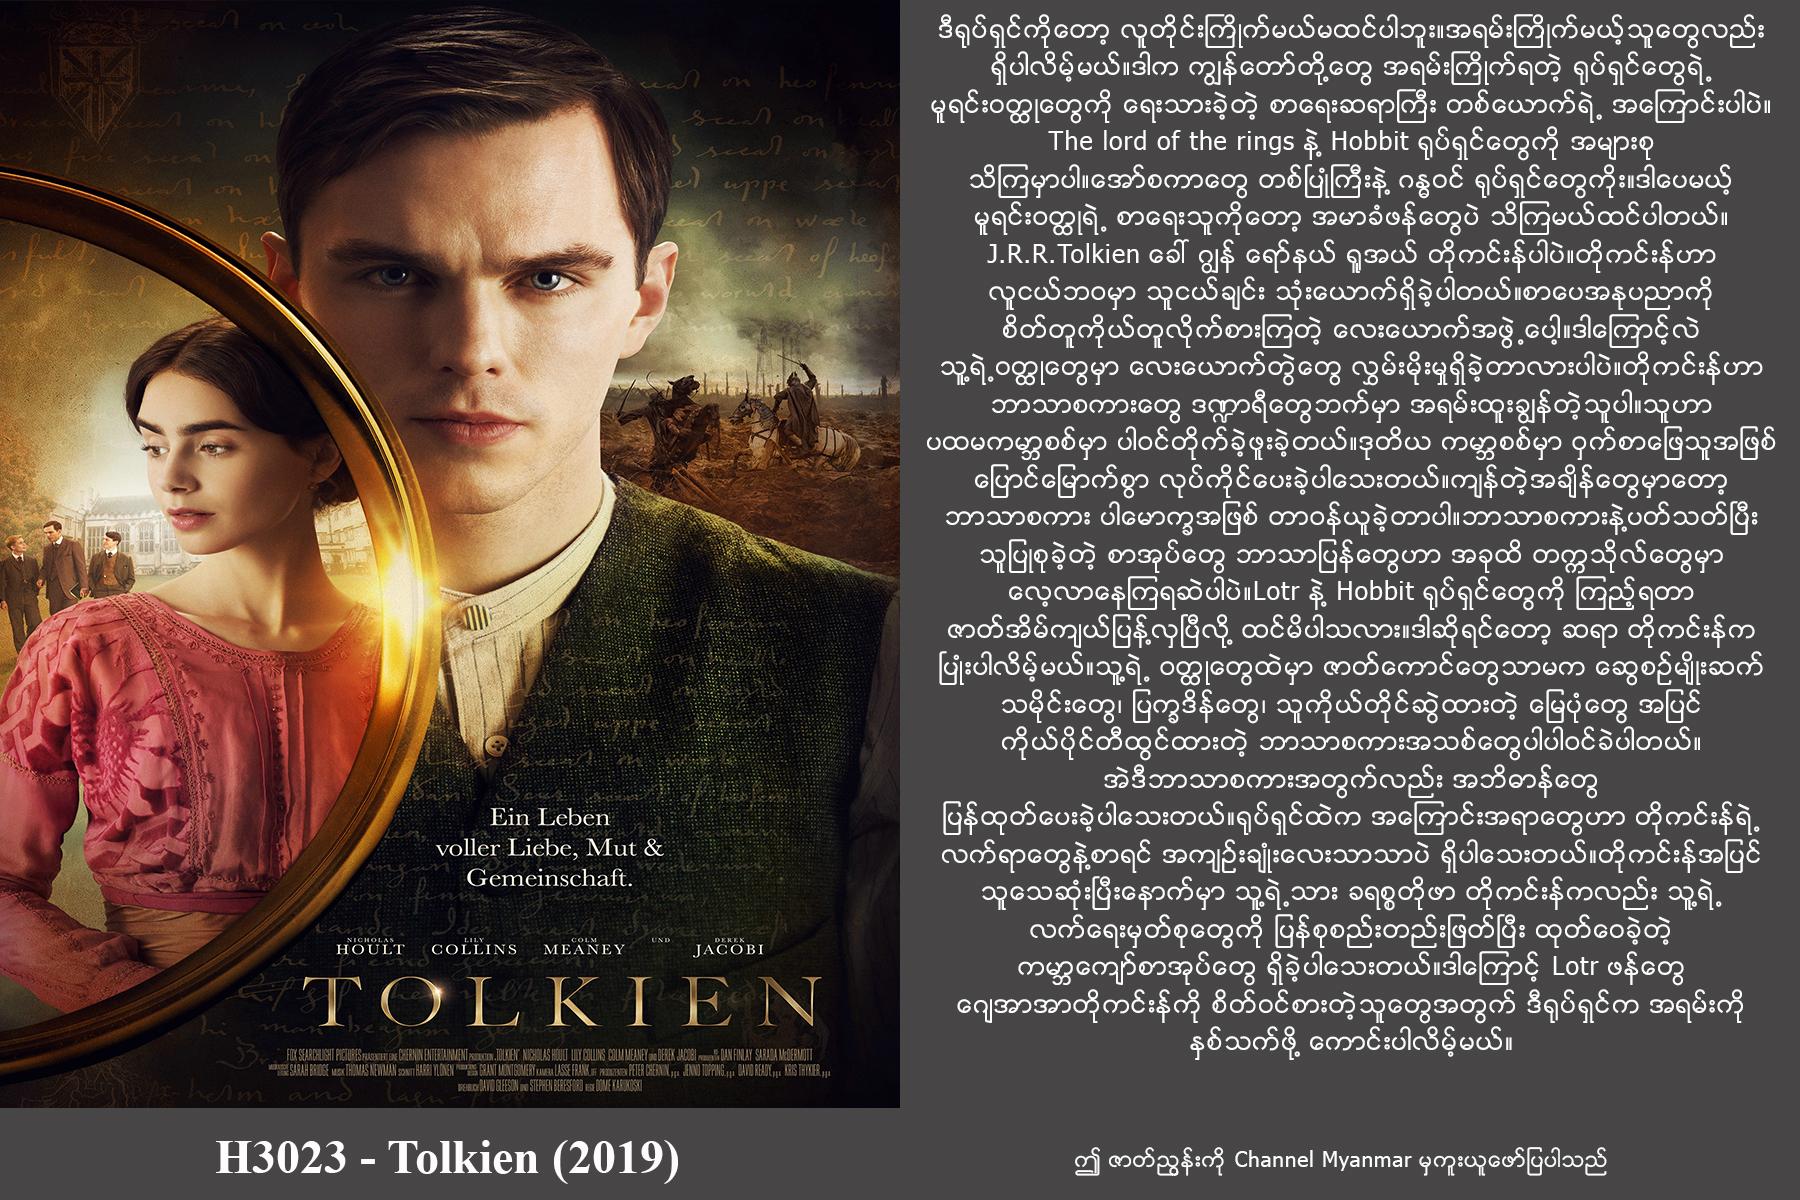 Ein Leben
voller Liebe, Mut &
Gemeinschaft.
NICHOLAS HOULT LILY COLLINS COLM MEANEY UND DEREK JACOBI
TOLKIEN
H3023 - Tolkien (2019)
ဒီရုပ်ရှင်ကိုတော့ လူတိုင်းကြိုက်မယ်မထင်ပါဘူး။အရမ်းကြိုက်မယ့်သူတွေလည်း
ရှိပါလိမ့်မယ်။ဒါက ကျွန်တော်တို့တွေ အရမ်းကြိုက်ရတဲ့ ရုပ်ရှင်တွေရဲ့
မူရင်းဝတ္ထုတွေကို ရေးသားခဲ့တဲ့ စာရေးဆရာကြီး တစ်ယောက်ရဲ့ အကြောင်းပါပဲ။
The lord of the rings နဲ့ Hobbit ရုပ်ရှင်တွေကို အများစု
သိကြမှာပါ။အော်စကာတွေ တစ်ပြုံကြီးနဲ့ ဂန္ဓဝင် ရုပ်ရှင်တွေကိုး။ဒါပေမယ့်
မူရင်းဝတ္ထုရဲ့ စာရေးသူကိုတော့ အမာခံဖန်တွေပဲ သိကြမယ်ထင်ပါတယ်။
J.R.R.Tolkien ခေါ် ဂျွန် ရော်နယ် ရူအယ် တိုကင်းန်ပါပဲ။တိုကင်းန်ဟာ
လူငယ်ဘဝမှာ သူငယ်ချင်း သုံးယောက်ရှိခဲ့ပါတယ်။စာပေအနုပညာကို
စိတ်တူကိုယ်တူလိုက်စားကြတဲ့ လေးယောက်အဖွဲ့ပေါ့။ဒါကြောင့်လဲ
သူ့ရဲ့ဝတ္ထုတွေမှာ လေးယောက်တွဲတွေ လွှမ်းမိုးမှုရှိခဲ့တာလားပါပဲ။တိုကင်းန်ဟာ
ဘာသာစကားတွေ ဒဏ္ဍာရီတွေဘက်မှာ အရမ်းထူးချွန်တဲ့သူပါ။သူဟာ
ပထမကမ္ဘာစစ်မှာ ပါဝင်တိုက်ခဲ့ဖူးခဲ့တယ်။ဒုတိယ ကမ္ဘာစစ်မှာ ဝှက်စာဖြေသူအဖြစ်
ပြောင်မြောက်စွာ လုပ်ကိုင်ပေးခဲ့ပါသေးတယ်။ကျန်တဲ့အချိန်တွေမှာတော့
ဘာသာစကား ပါမောက္ခအဖြစ် တာဝန်ယူခဲ့တာပါ။ဘာသာစကားနဲ့ပတ်သတ်ပြီး
သူပြုစုခဲ့တဲ့ စာအုပ်တွေ ဘာသာပြန်တွေဟာ အခုထိ တက္ကသိုလ်တွေမှာ
လေ့လာနေကြရဆဲပါပဲ။Lotr နဲ့ Hobbit ရုပ်ရှင်တွေကို ကြည့်ရတာ
ဇာတ်အိမ်ကျယ်ပြန့်လှပြီလို့ ထင်မိပါသလား။ဒါဆိုရင်တော့ ဆရာ တိုကင်းန်က
ပြုံးပါလိမ့်မယ်။သူ့ရဲ့ ဝတ္ထုတွေထဲမှာ ဇာတ်ကောင်တွေသာမက ဆွေစဉ်မျိုးဆက်
သမိုင်းတွေ၊ ပြက္ခဒိန်တွေ၊ သူကိုယ်တိုင်ဆွဲထားတဲ့ မြေပုံတွေ အပြင်
ကိုယ်ပိုင်တီထွင်ထားတဲ့ ဘာသာစကားအသစ်တွေပါပါဝင်ခဲပါတယ်။
အဲဒီဘာသာစကားအတွက်လည်း အဘိဓာန်တွေ
ပြန်ထုတ်ပေးခဲ့ပါသေးတယ်။ရုပ်ရှင်ထဲက အကြောင်းအရာတွေဟာ တိုကင်းန်ရဲ့
လက်ရာတွေနဲ့စာရင် အကျဉ်းချုံးလေးသာသာပဲ ရှိပါသေးတယ်။တိုကင်းန်အပြင်
သူသေဆုံးပြီးနောက်မှာ သူ့ရဲ့သား ခရစ္စတိုဖာ တိုကင်းန်ကလည်း သူ့ရဲ့
လက်ရေးမှတ်စုတွေကို ပြန်စုစည်းတည်းဖြတ်ပြီး ထုတ်ဝေခဲ့တဲ့
ကမ္ဘာကျော်စာအုပ်တွေ ရှိခဲ့ပါသေးတယ်။ဒါကြောင့် Lotr ဖန်တွေ
ဂျေအာအာတိုကင်းန်ကို စိတ်ဝင်စားတဲ့သူတွေအတွက် ဒီရုပ်ရှင်က အရမ်းကို
နှစ်သက်ဖို့ ကောင်းပါလိမ့်မယ်။
ဤ ဇာတ်ညွှန်းကို Channel Myanmar မှကူးယူဖော်ပြပါသည်